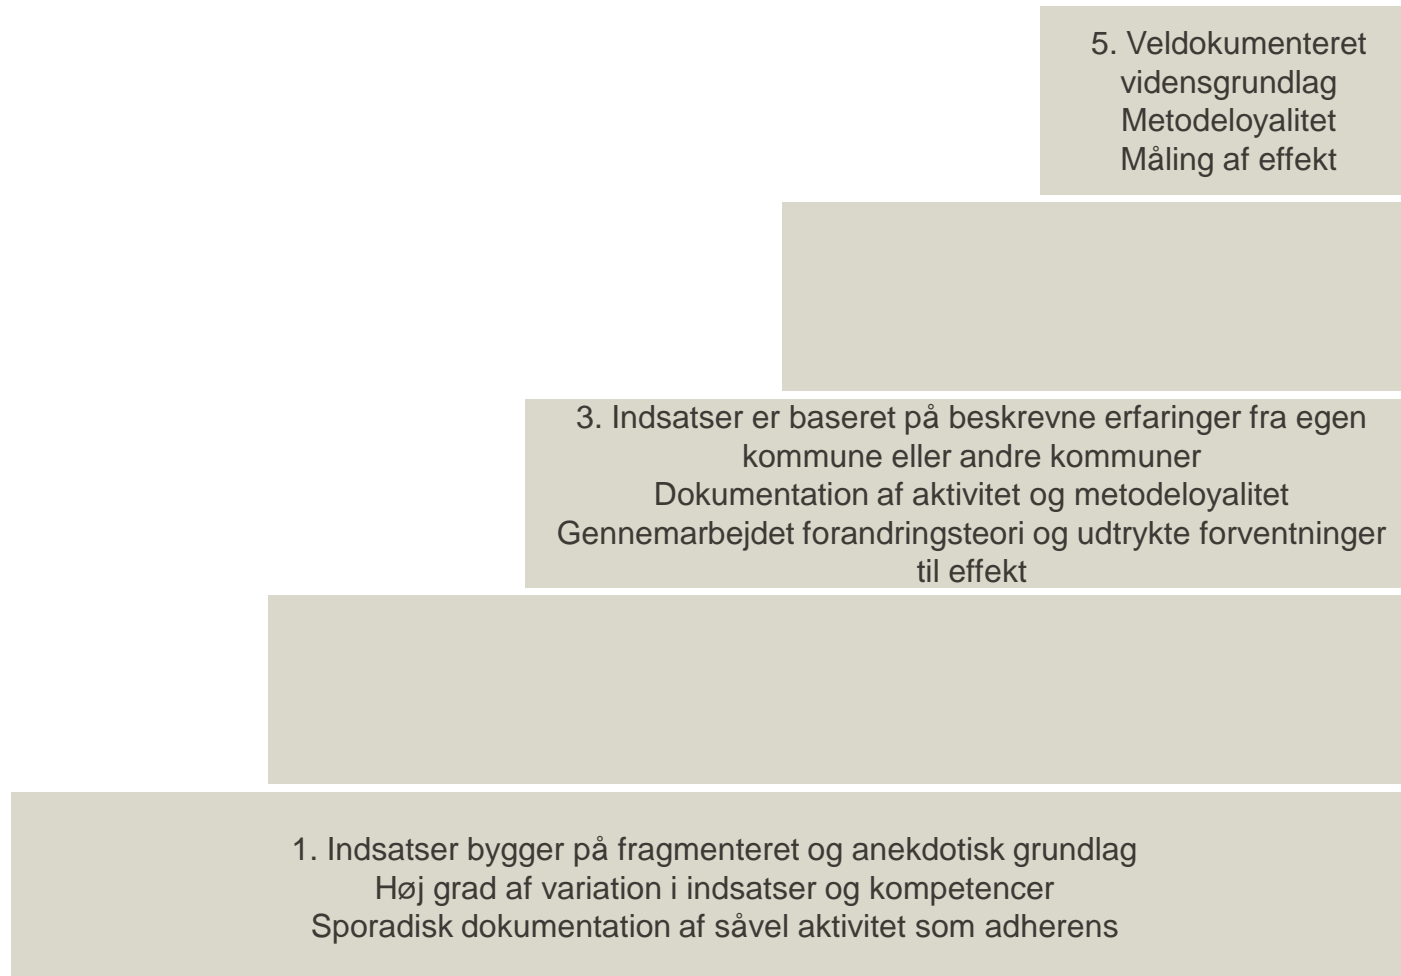 5. Veldokumenteret
vidensgrundlag
Metodeloyalitet
Måling af effekt
3. Indsatser er baseret på beskrevne erfaringer fra egen
kommune eller andre kommuner
Dokumentation af aktivitet og metodeloyalitet
Gennemarbejdet forandringsteori og udtrykte forventninger
til effekt
1. Indsatser bygger på fragmenteret og anekdotisk grundlag
Høj grad af variation i indsatser og kompetencer
Sporadisk dokumentation af såvel aktivitet som adherens